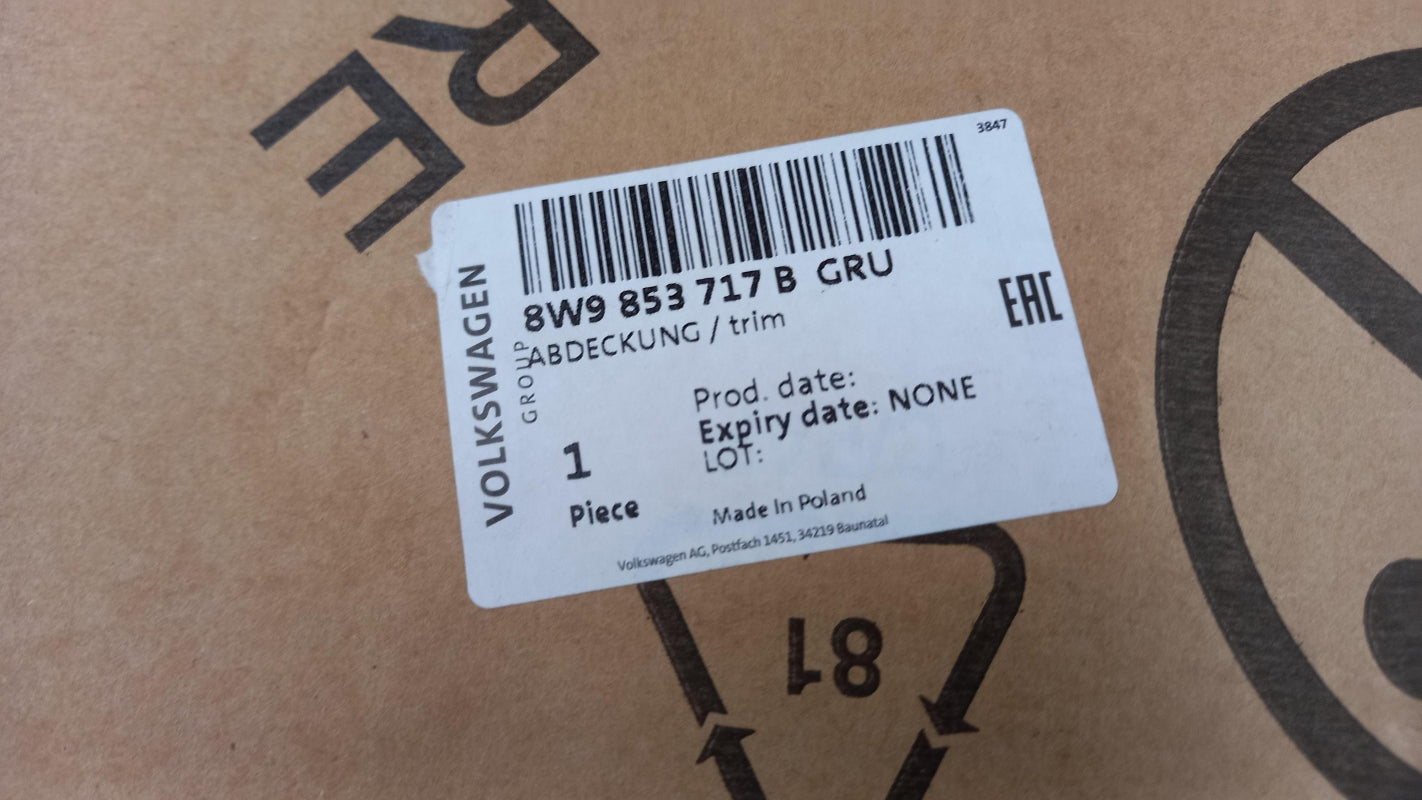 RE
3847
8W9 853 717 B GRU
ABDECKUNG / trim
VOLKSWAGEN
GROUP
EAC
Prod. date:
Expiry date: NONE
LOT:
1
Piece
Made In Poland
Volkswagen AG, Postfach 1451, 34219 Baunatal
81